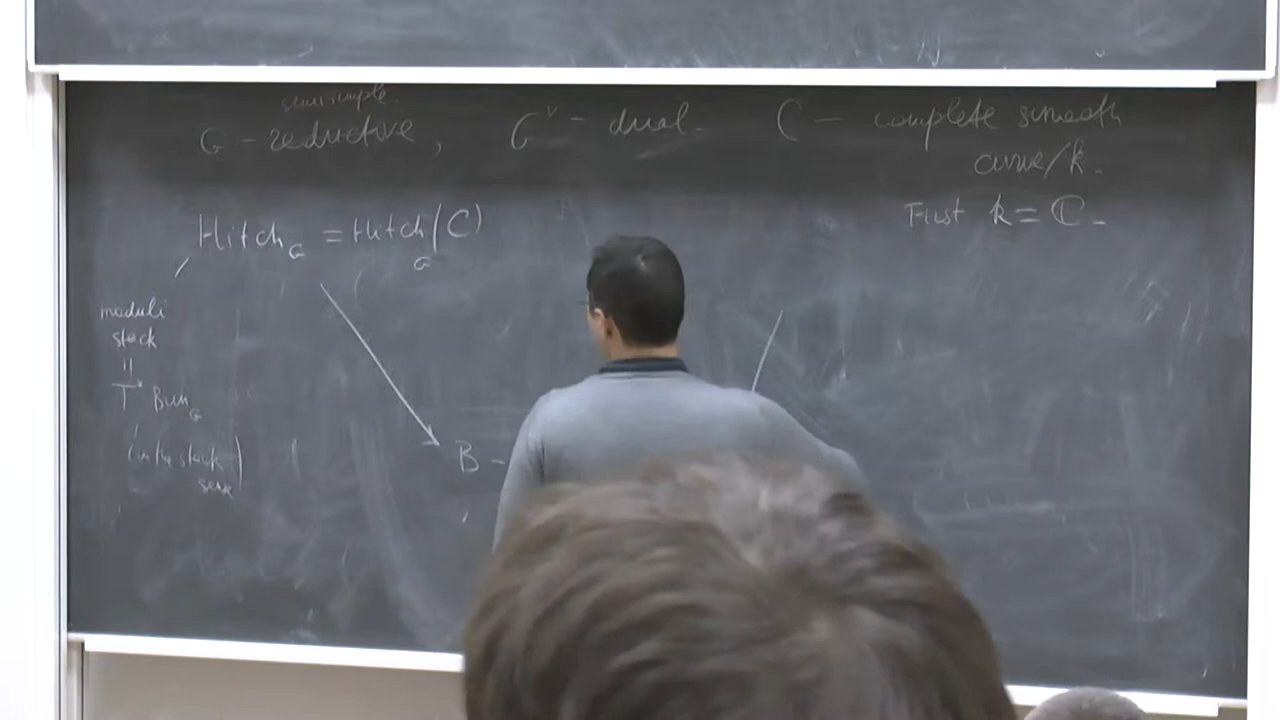 semisimple.
G - reductive, G^∨ - dual. C - complete smooth
curve/k.
First k = ℂ -
Hitch_G = Hitch_G(C)
moduli
stack
||
T* Bun_G
(in the stack
sense)
B -